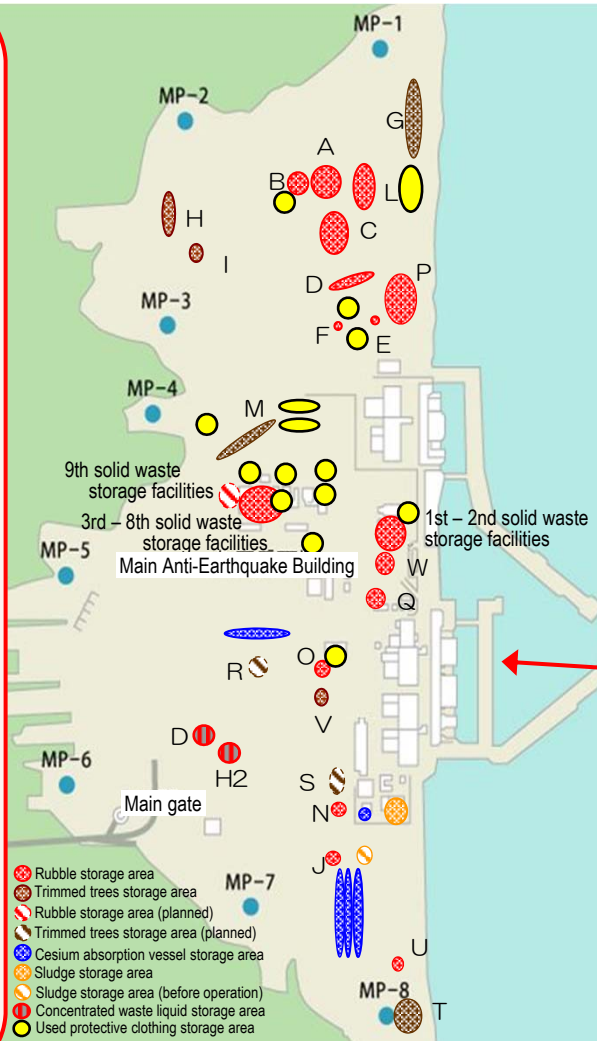 MP-1
MP-2
G
A
B
L
H
C
I
D
P
MP-3
F
E
MP-4
M
9th solid waste
storage facilities
3rd – 8th solid waste
storage facilities
1st – 2nd solid waste
storage facilities
MP-5
Main Anti-Earthquake Building
W
Q
O
R
V
D
H2
MP-6
S
Main gate
N
J
MP-7
U
MP-8
T
Rubble storage area
Trimmed trees storage area
Rubble storage area (planned)
Trimmed trees storage area (planned)
Cesium absorption vessel storage area
Sludge storage area
Sludge storage area (before operation)
Concentrated waste liquid storage area
Used protective clothing storage area